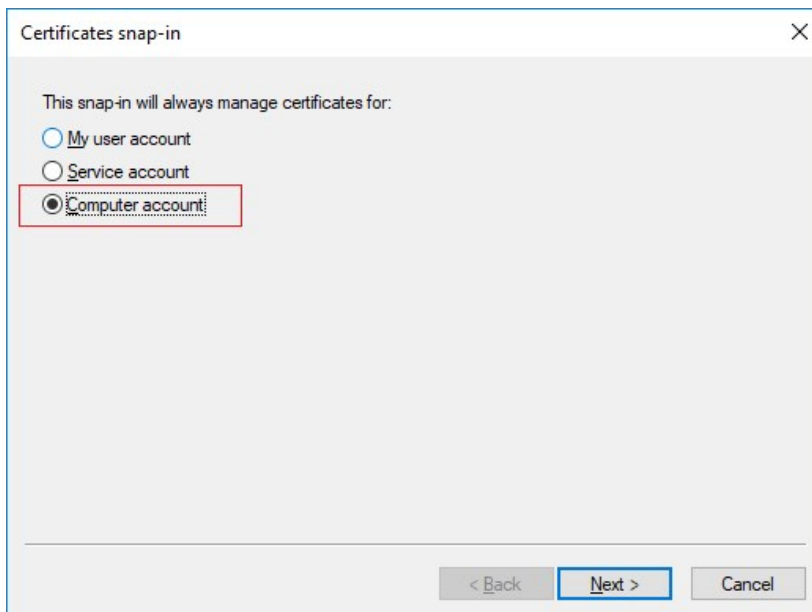 Certificates snap-in
This snap-in will always manage certificates for:
My user account
Service account
Computer account
< Back Next > Cancel